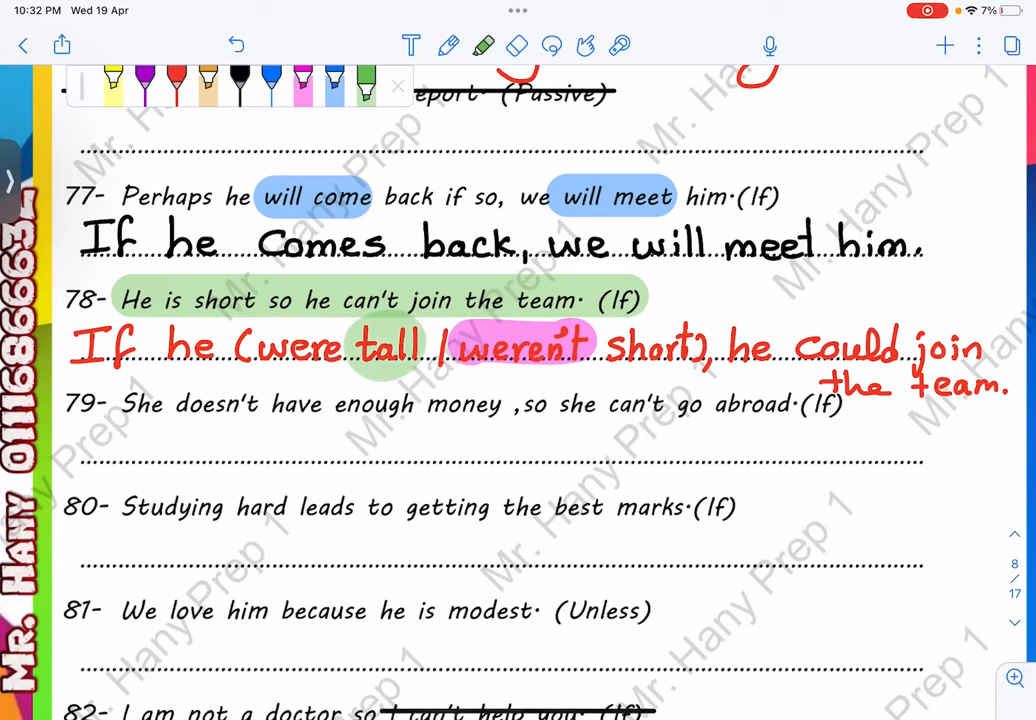 10:32 PM Wed 19 Apr
7%
eport. (Passive)
77- Perhaps he will come back if so, we will meet him.(If)
If he comes back, we will meet him.
78- He is short so he can't join the team. (If)
If he (were tall / weren't short), he could join
the team.
79- She doesn't have enough money ,so she can't go abroad.(If)
80- Studying hard leads to getting the best marks.(If)
8
/
17
81- We love him because he is modest. (Unless)
82- I am not a doctor so I can't help you. (If)
MR. HANY 01168666632
Mr. Hany Prep 1